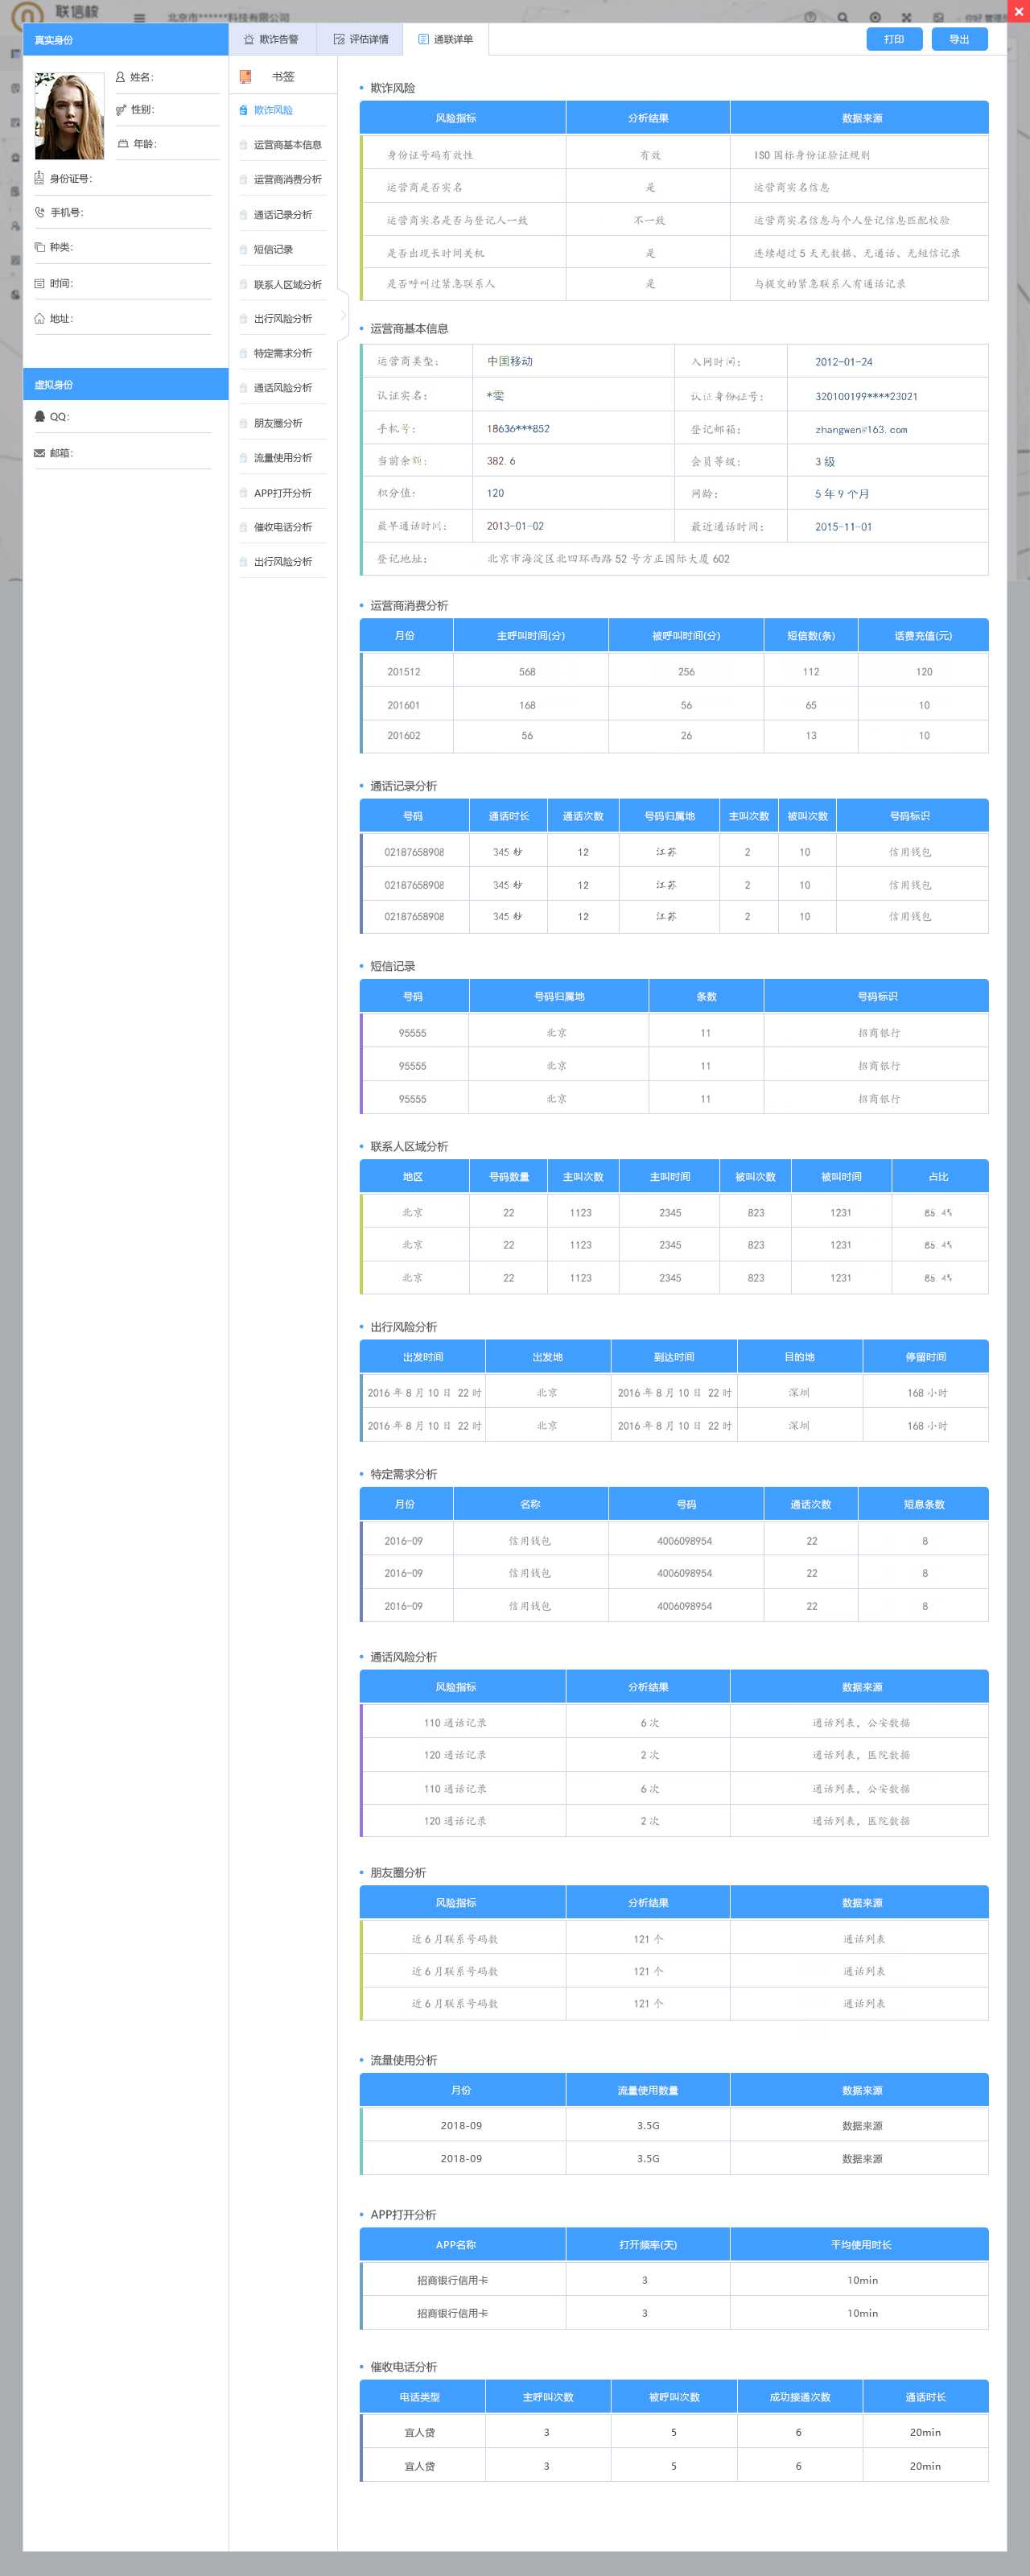 联信核
北京市******科技有限公司
你好 管理员
真实身份
欺诈告警 评估详情 通联详单 打印 导出
姓名:
性别:
年龄:
身份证号:
手机号:
种类:
时间:
地址:
虚拟身份
QQ:
邮箱:
书签
欺诈风险
运营商基本信息
运营商消费分析
通话记录分析
短信记录
联系人区域分析
出行风险分析
特定需求分析
通话风险分析
朋友圈分析
流量使用分析
APP打开分析
催收电话分析
出行风险分析
欺诈风险
风险指标 分析结果 数据来源
身份证号码有效性 有效 ISO 国标身份证验证规则
运营商是否实名 是 运营商实名信息
运营商实名是否与登记人一致 不一致 运营商实名信息与个人登记信息匹配校验
是否出现长时间关机 是 连续超过 5 天无数据、无通话、无短信记录
是否呼叫过紧急联系人 是 与提交的紧急联系人有通话记录
运营商基本信息
运营商类型: 中国移动 入网时间: 2012-01-24
认证实名: *雯 认证身份证号: 320100199****23021
手机号: 18636***852 登记邮箱: zhangwen@163.com
当前余额: 382.6 会员等级: 3 级
积分值: 120 网龄: 5 年 9 个月
最早通话时间: 2013-01-02 最近通话时间: 2015-11-01
登记地址: 北京市海淀区北四环西路 52 号方正国际大厦 602
运营商消费分析
月份 主呼叫时间(分) 被呼叫时间(分) 短信数(条) 话费充值(元)
201512 568 256 112 120
201601 168 56 65 10
201602 56 26 13 10
通话记录分析
号码 通话时长 通话次数 号码归属地 主叫次数 被叫次数 号码标识
02187658908 345 秒 12 江苏 2 10 信用钱包
02187658908 345 秒 12 江苏 2 10 信用钱包
02187658908 345 秒 12 江苏 2 10 信用钱包
短信记录
号码 号码归属地 条数 号码标识
95555 北京 11 招商银行
95555 北京 11 招商银行
95555 北京 11 招商银行
联系人区域分析
地区 号码数量 主叫次数 主叫时间 被叫次数 被叫时间 占比
北京 22 1123 2345 823 1231 85.4%
北京 22 1123 2345 823 1231 85.4%
北京 22 1123 2345 823 1231 85.4%
出行风险分析
出发时间 出发地 到达时间 目的地 停留时间
2016 年 8 月 10 日 22 时 北京 2016 年 8 月 10 日 22 时 深圳 168 小时
2016 年 8 月 10 日 22 时 北京 2016 年 8 月 10 日 22 时 深圳 168 小时
特定需求分析
月份 名称 号码 通话次数 短息条数
2016-09 信用钱包 4006098954 22 8
2016-09 信用钱包 4006098954 22 8
2016-09 信用钱包 4006098954 22 8
通话风险分析
风险指标 分析结果 数据来源
110 通话记录 6 次 通话列表，公安数据
120 通话记录 2 次 通话列表，医院数据
110 通话记录 6 次 通话列表，公安数据
120 通话记录 2 次 通话列表，医院数据
朋友圈分析
风险指标 分析结果 数据来源
近 6 月联系号码数 121 个 通话列表
近 6 月联系号码数 121 个 通话列表
近 6 月联系号码数 121 个 通话列表
流量使用分析
月份 流量使用数量 数据来源
2018-09 3.5G 数据来源
2018-09 3.5G 数据来源
APP打开分析
APP名称 打开频率(天) 平均使用时长
招商银行信用卡 3 10min
招商银行信用卡 3 10min
催收电话分析
电话类型 主呼叫次数 被呼叫次数 成功接通次数 通话时长
宜人贷 3 5 6 20min
宜人贷 3 5 6 20min